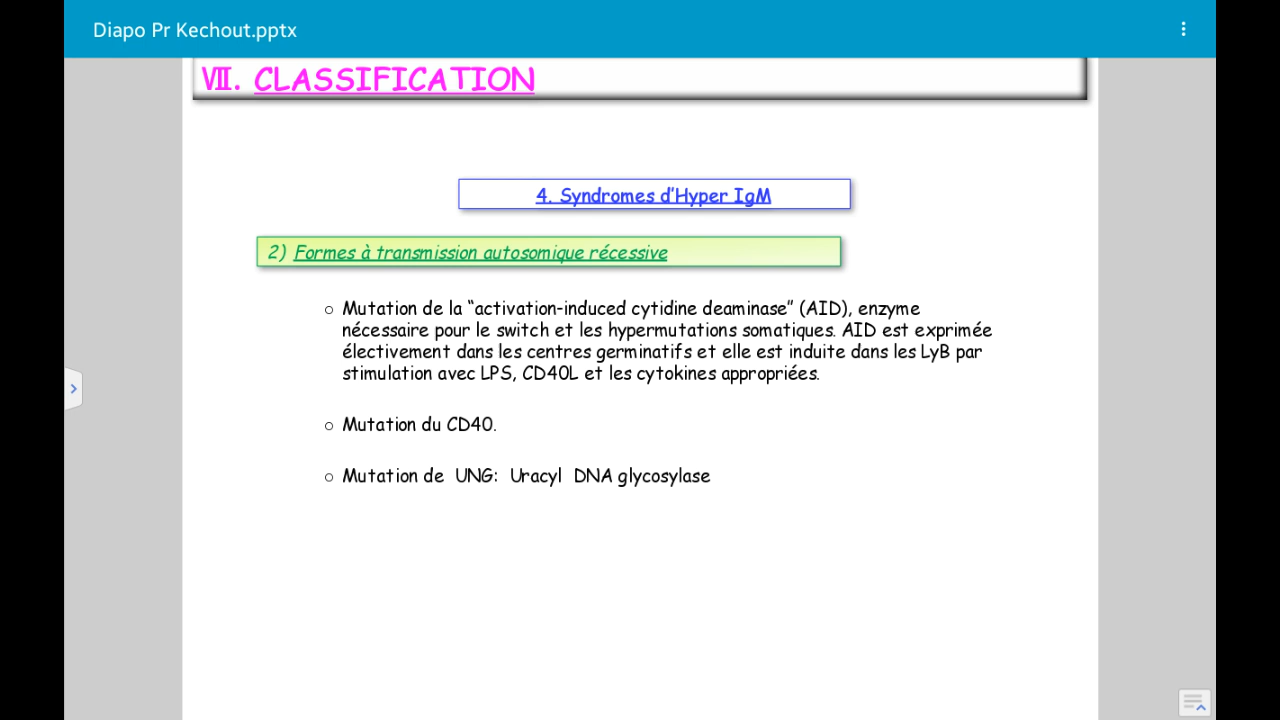 Diapo Pr Kechout.pptx
VII. CLASSIFICATION
4. Syndromes d'Hyper IgM
2) Formes à transmission autosomique récessive
○ Mutation de la “activation-induced cytidine deaminase” (AID), enzyme
nécessaire pour le switch et les hypermutations somatiques. AID est exprimée
électivement dans les centres germinatifs et elle est induite dans les LyB par
stimulation avec LPS, CD40L et les cytokines appropriées.
○ Mutation du CD40.
○ Mutation de UNG: Uracyl DNA glycosylase